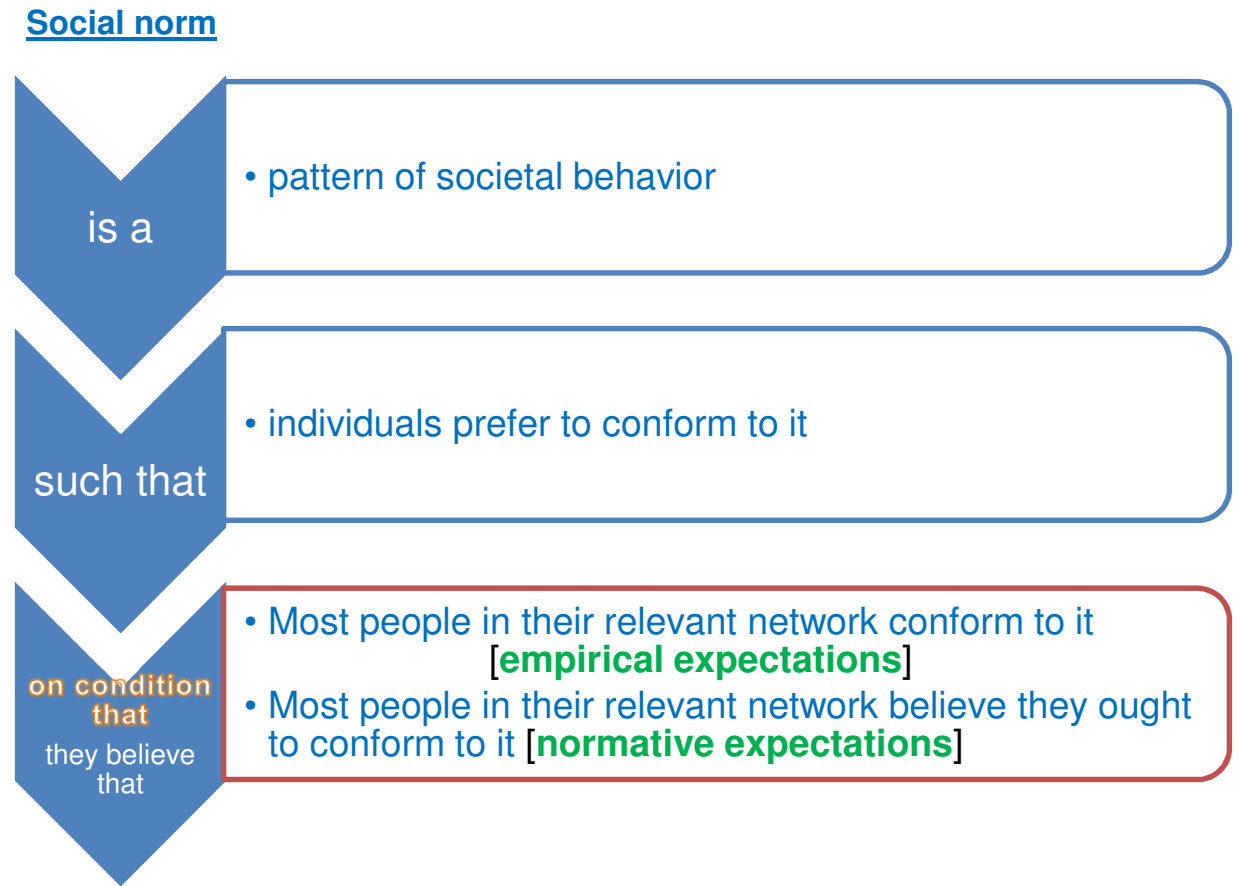 Social norm
is a
• pattern of societal behavior
such that
• individuals prefer to conform to it
on condition
that
they believe
that
• Most people in their relevant network conform to it
[empirical expectations]
• Most people in their relevant network believe they ought
to conform to it [normative expectations]